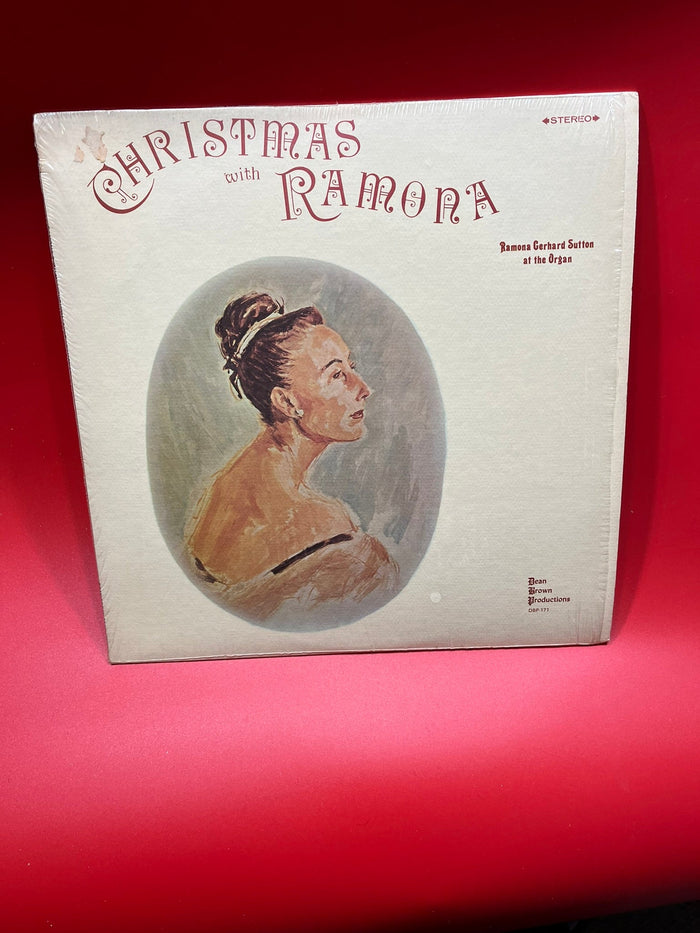 CHRISTMAS
with RAMONA
STEREO
Ramona Gerhard Sutton
at the Organ
Dean
Brown
Productions
DBP-171